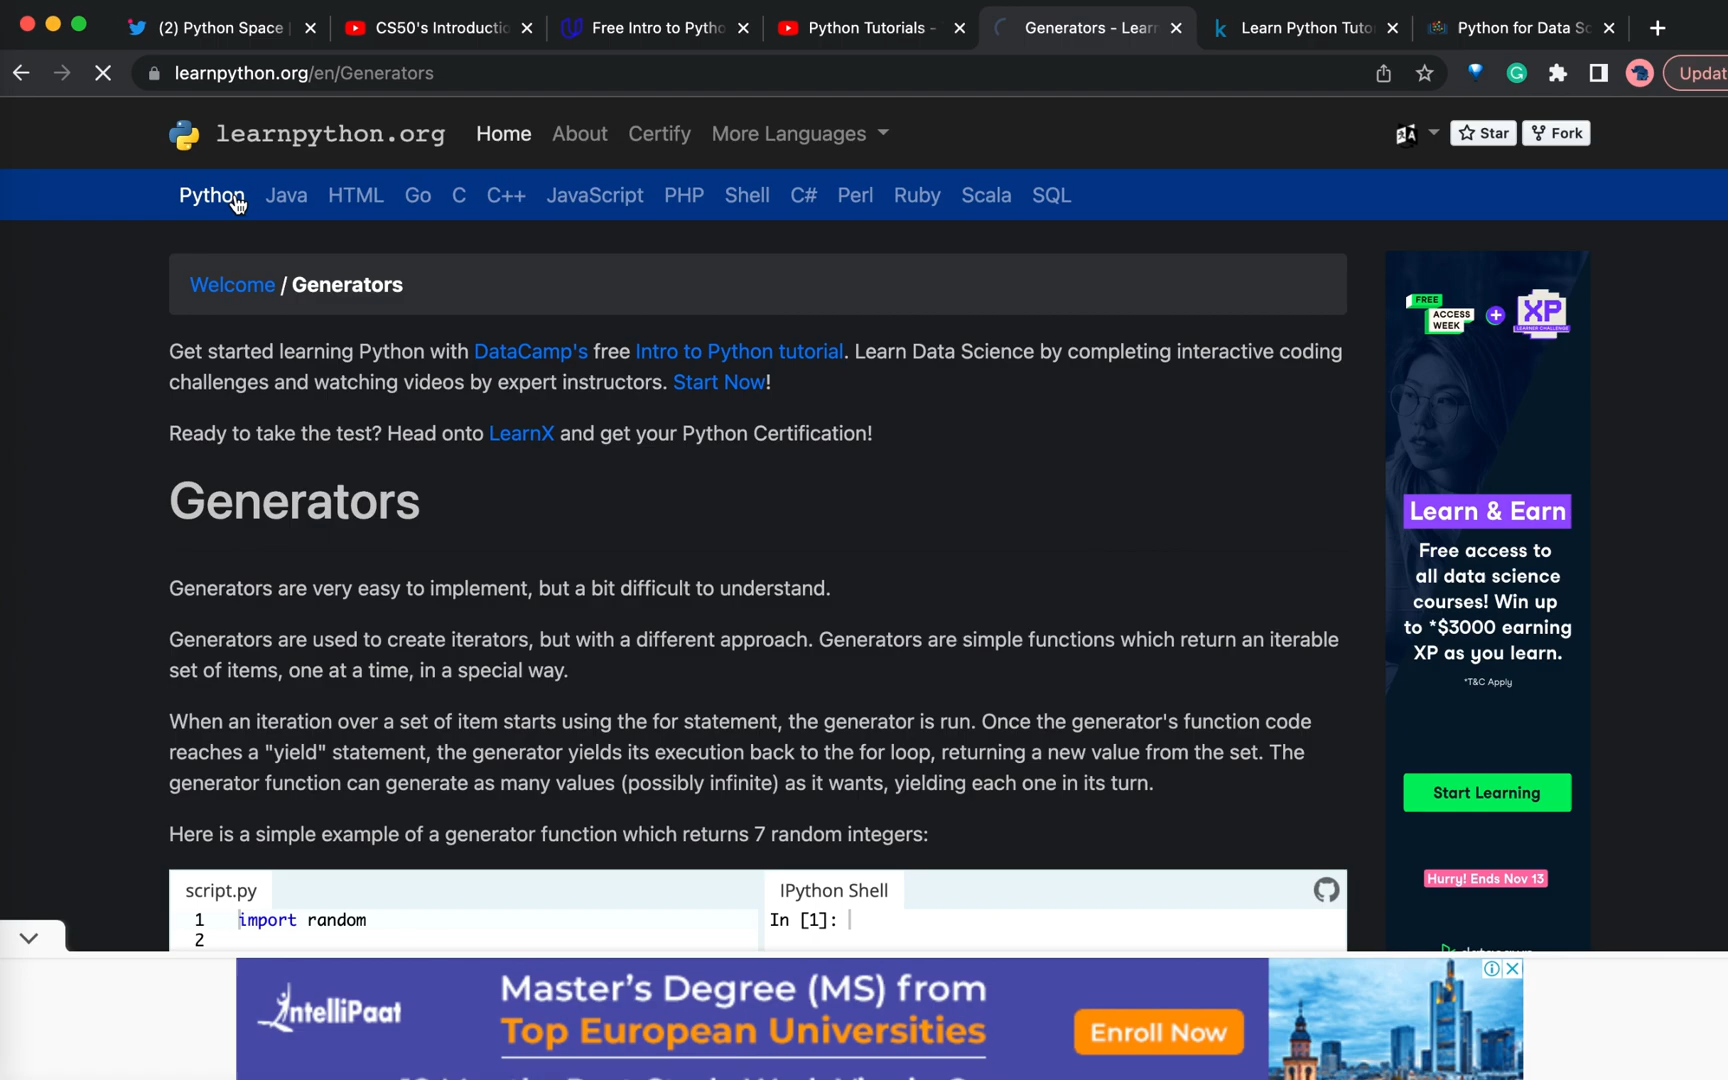 (2) Python Space
CS50's Introductio
Free Intro to Pytho
Python Tutorials -
Generators - Learn
Learn Python Tuto
Python for Data Sc
learnpython.org/en/Generators
Updat
learnpython.org
Home About Certify More Languages
Star Fork
Python Java HTML Go C C++ JavaScript PHP Shell C# Perl Ruby Scala SQL
Welcome / Generators
Get started learning Python with DataCamp's free Intro to Python tutorial. Learn Data Science by completing interactive coding
challenges and watching videos by expert instructors. Start Now!
Ready to take the test? Head onto LearnX and get your Python Certification!
Generators
Generators are very easy to implement, but a bit difficult to understand.
Generators are used to create iterators, but with a different approach. Generators are simple functions which return an iterable
set of items, one at a time, in a special way.
When an iteration over a set of item starts using the for statement, the generator is run. Once the generator's function code
reaches a "yield" statement, the generator yields its execution back to the for loop, returning a new value from the set. The
generator function can generate as many values (possibly infinite) as it wants, yielding each one in its turn.
Here is a simple example of a generator function which returns 7 random integers:
script.py
1 import random
2
IPython Shell
In [1]:
FREE
ACCESS
WEEK
+
XP
LEARNER CHALLENGE
Learn & Earn
Free access to
all data science
courses! Win up
to *$3000 earning
XP as you learn.
*T&C Apply
Start Learning
Hurry! Ends Nov 13
IntelliPaat
Master's Degree (MS) from
Top European Universities
Enroll Now